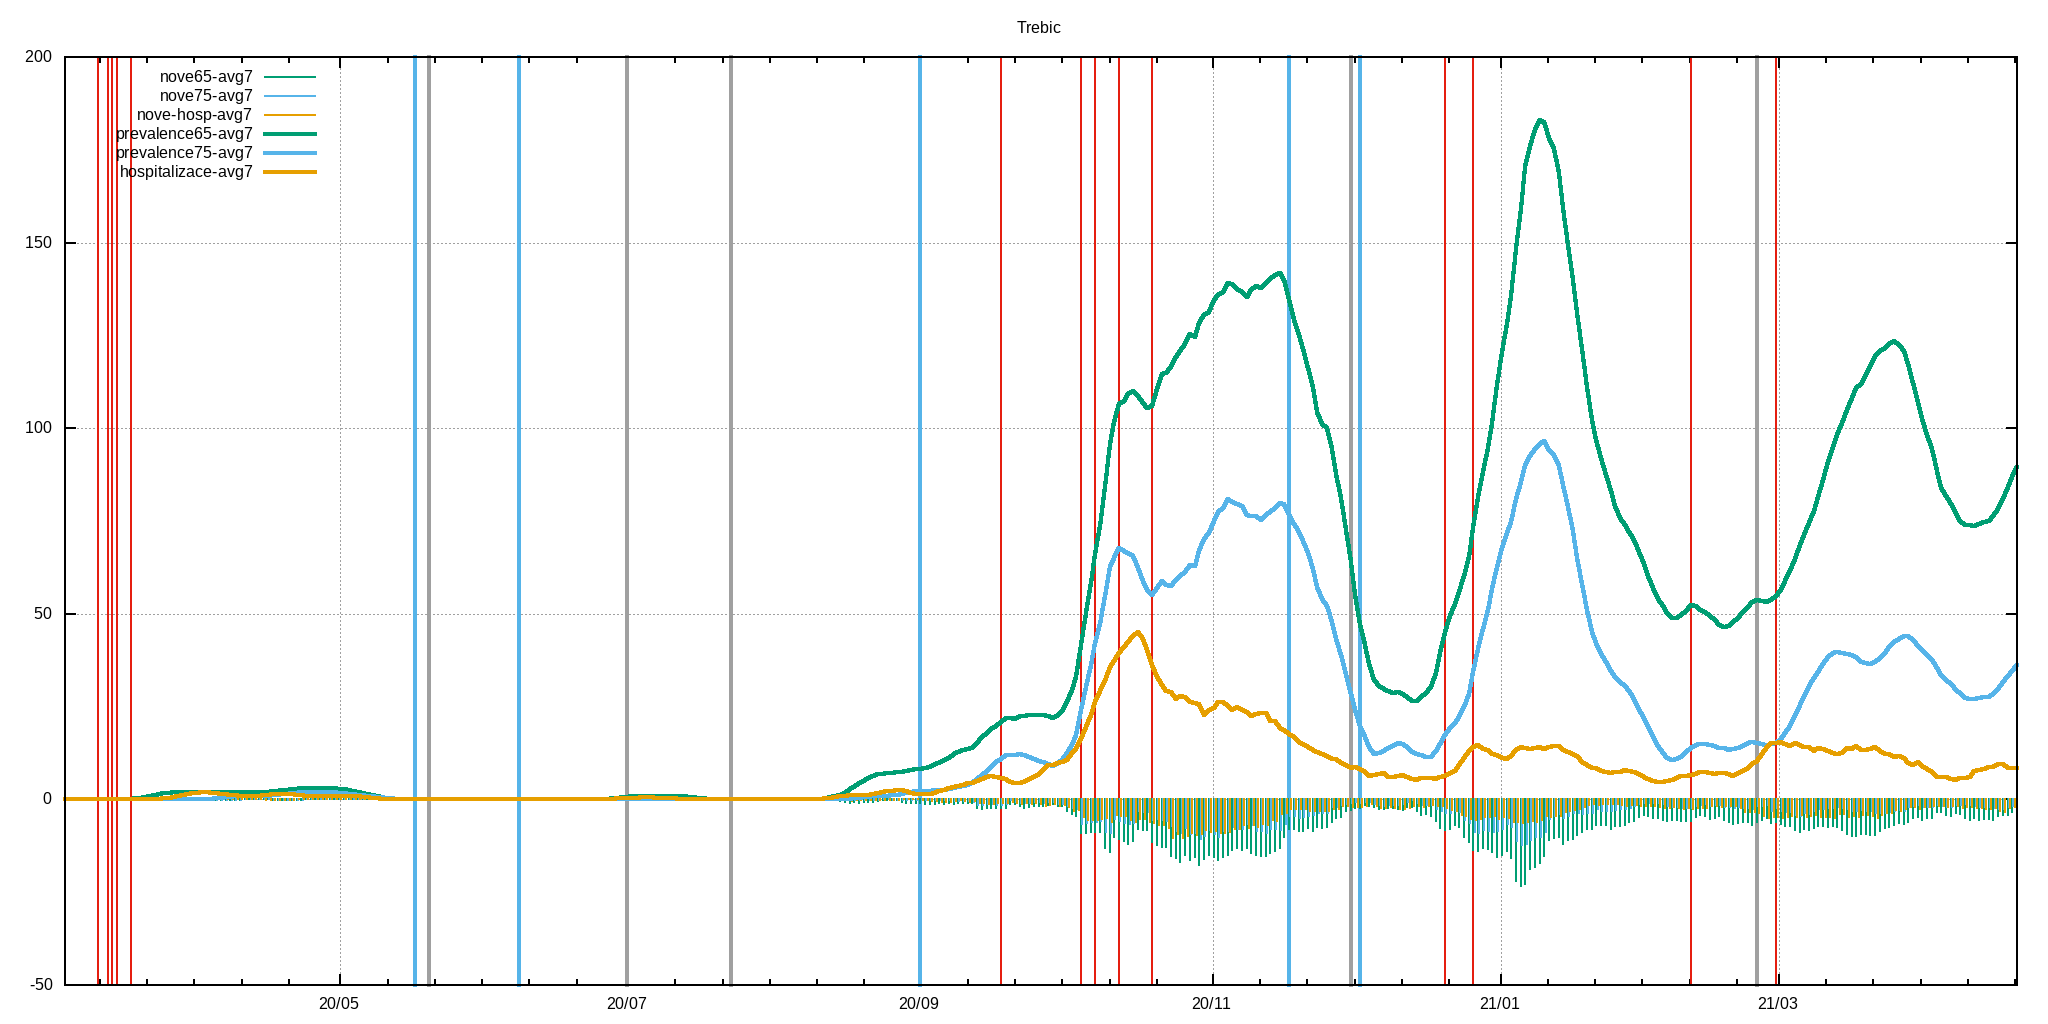 Trebic
200
150
100
50
0
-50
nove65-avg7
nove75-avg7
nove-hosp-avg7
prevalence65-avg7
prevalence75-avg7
hospitalizace-avg7
20/05 20/07 20/09 20/11 21/01 21/03